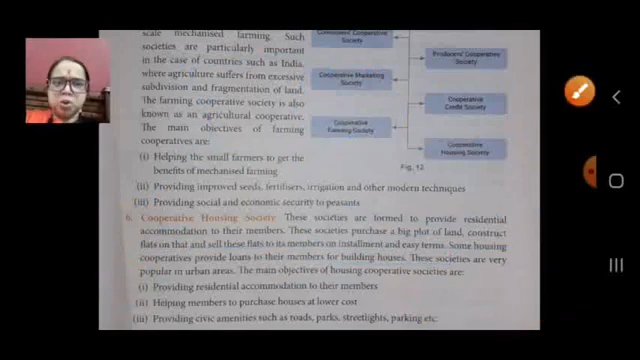 scale mechanised farming. Such
societies are particularly important
in the case of countries such as India,
where agriculture suffers from excessive
subdivision and fragmentation of land.
The farming cooperative society is also
known as an agricultural cooperative.
The main objectives of farming
cooperatives are:
(i) Helping the small farmers to get the
benefits of mechanised farming
Consumers' Cooperative
Society
Producers' Cooperative
Society
Cooperative Marketing
Society
Cooperative
Credit Society
Cooperative
Farming Society
Cooperative
Housing Society
Fig. 12
(ii) Providing improved seeds, fertilisers, irrigation and other modern techniques
(iii) Providing social and economic security to peasants
6. Cooperative Housing Society These societies are formed to provide residential
accommodation to their members. These societies purchase a big plot of land, construct
flats on that and sell these flats to its members on installment and easy terms. Some housing
cooperatives provide loans to their members for building houses. These societies are very
popular in urban areas. The main objectives of housing cooperative societies are:
(i) Providing residential accommodation to their members
(ii) Helping members to purchase houses at lower cost
(iii) Providing civic amenities such as roads, parks, streetlights, parking etc.